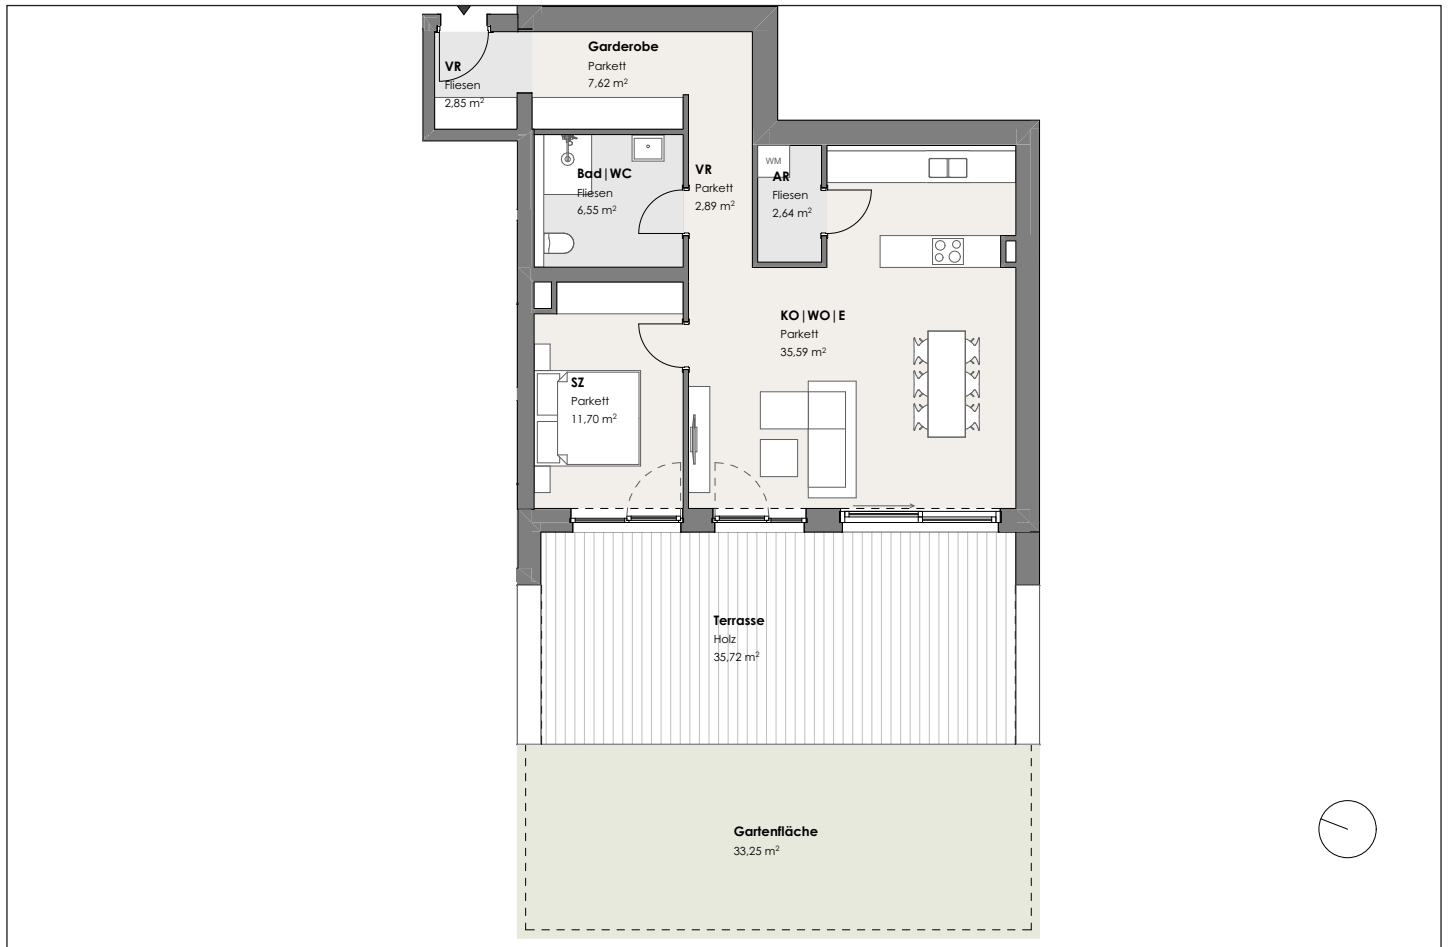 Garderobe
Parkett
7,62 m²
VR
Fliesen
2,85 m²
Bad|WC
Fliesen
6,55 m²
VR
Parkett
2,89 m²
WM
AR
Fliesen
2,64 m²
KO|WO|E
Parkett
35,59 m²
SZ
Parkett
11,70 m²
Terrasse
Holz
35,72 m²
Gartenfläche
33,25 m²